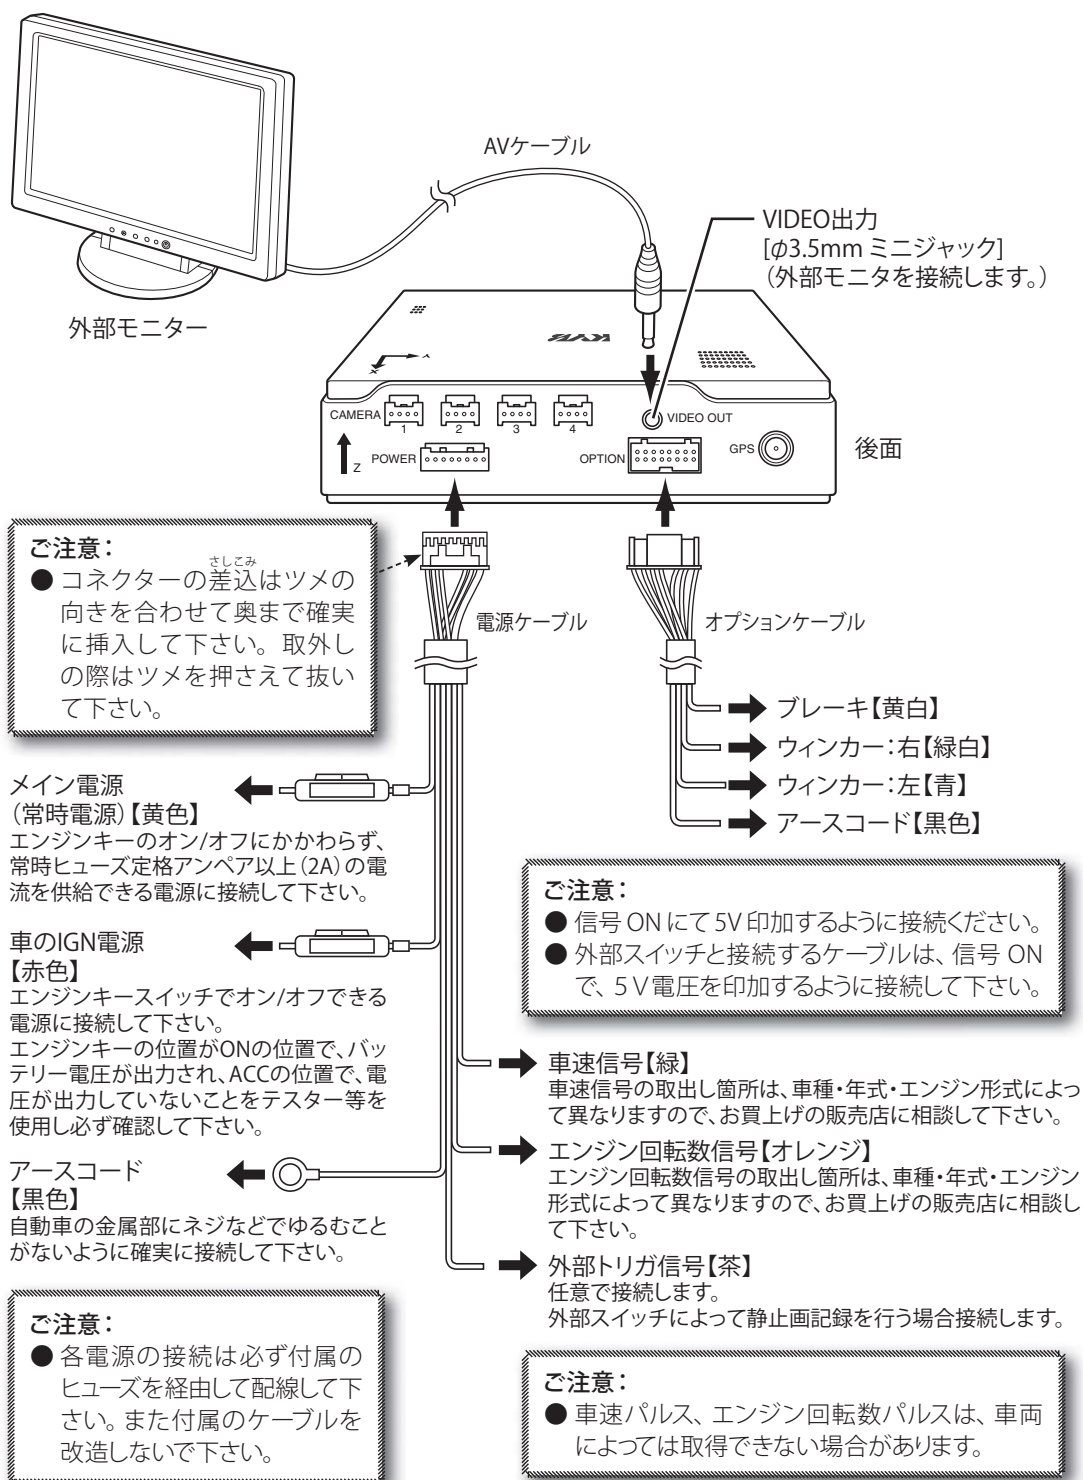 AVケーブル
VIDEO出力
[φ3.5mm ミニジャック]
(外部モニタを接続します。)
外部モニター
KYB
Y
X
CAMERA
1
2
3
4
VIDEO OUT
Z
POWER
OPTION
GPS
後面
ご注意:
さしこみ
● コネクターの差込はツメの
向きを合わせて奥まで確実
に挿入して下さい。取外し
の際はツメを押さえて抜い
て下さい。
電源ケーブル
オプションケーブル
ブレーキ【黄白】
ウィンカー:右【緑白】
ウィンカー:左【青】
アースコード【黒色】
メイン電源
(常時電源)【黄色】
エンジンキーのオン/オフにかかわらず、
常時ヒューズ定格アンペア以上(2A)の電
流を供給できる電源に接続して下さい。
車のIGN電源
【赤色】
エンジンキースイッチでオン/オフできる
電源に接続して下さい。
エンジンキーの位置がONの位置で、バッ
テリー電圧が出力され、ACCの位置で、電
圧が出力していないことをテスター等を
使用し必ず確認して下さい。
アースコード
【黒色】
自動車の金属部にネジなどでゆるむこと
がないように確実に接続して下さい。
ご注意:
● 各電源の接続は必ず付属の
ヒューズを経由して配線して下
さい。また付属のケーブルを
改造しないで下さい。
ご注意:
● 信号 ON にて 5V 印加するように接続ください。
● 外部スイッチと接続するケーブルは、信号 ON
で、5V電圧を印加するように接続して下さい。
車速信号【緑】
車速信号の取出し箇所は、車種・年式・エンジン形式によっ
て異なりますので、お買上げの販売店に相談して下さい。
エンジン回転数信号【オレンジ】
エンジン回転数信号の取出し箇所は、車種・年式・エンジン
形式によって異なりますので、お買上げの販売店に相談し
て下さい。
外部トリガ信号【茶】
任意で接続します。
外部スイッチによって静止画記録を行う場合接続します。
ご注意:
● 車速パルス、エンジン回転数パルスは、車両
によっては取得できない場合があります。